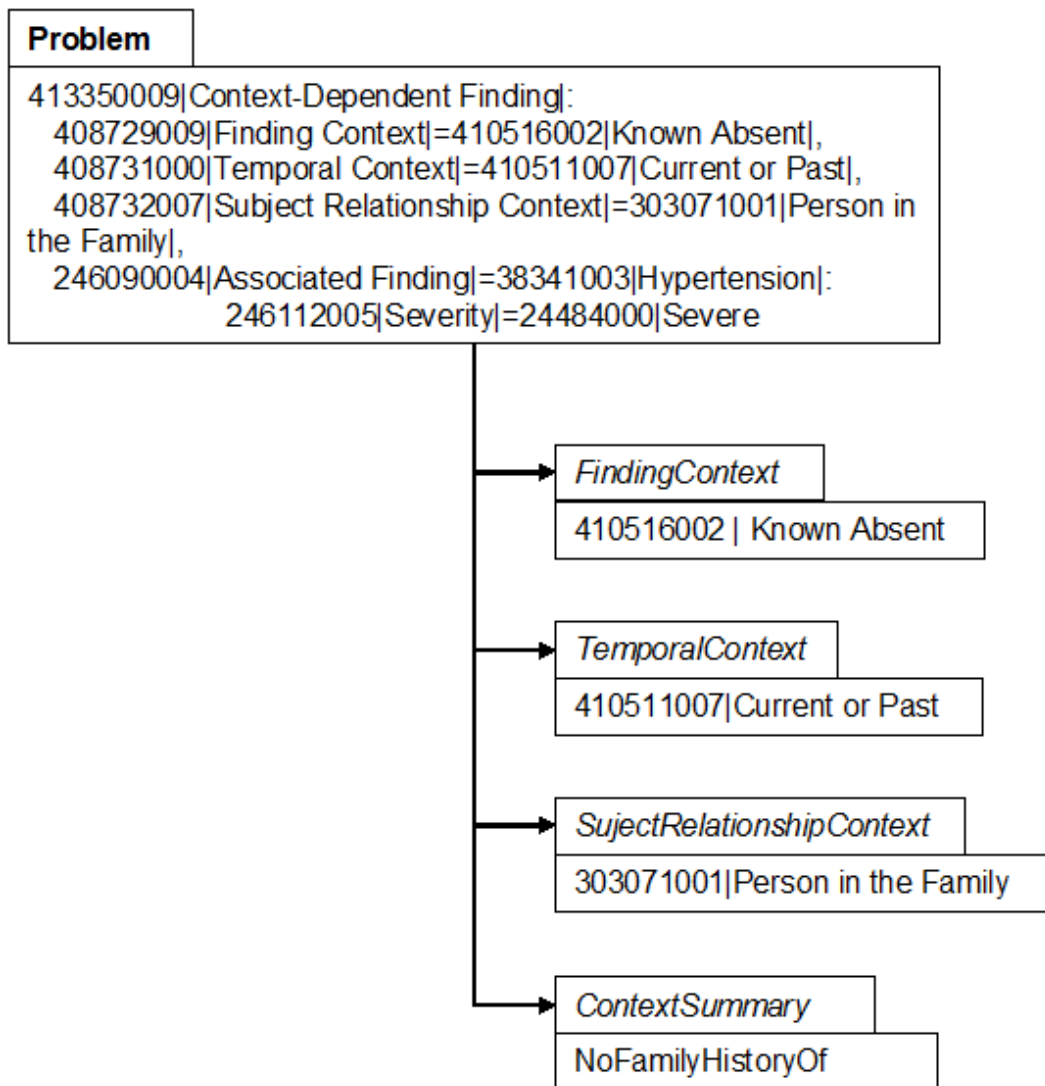 Problem
413350009|Context-Dependent Finding|:
408729009|Finding Context|=410516002|Known Absent|,
408731000|Temporal Context|=410511007|Current or Past|,
408732007|Subject Relationship Context|=303071001|Person in
the Family|,
246090004|Associated Finding|=38341003|Hypertension|:
246112005|Severity|=24484000|Severe
FindingContext
410516002 | Known Absent
TemporalContext
410511007|Current or Past
SujectRelationshipContext
303071001|Person in the Family
ContextSummary
NoFamilyHistoryOf